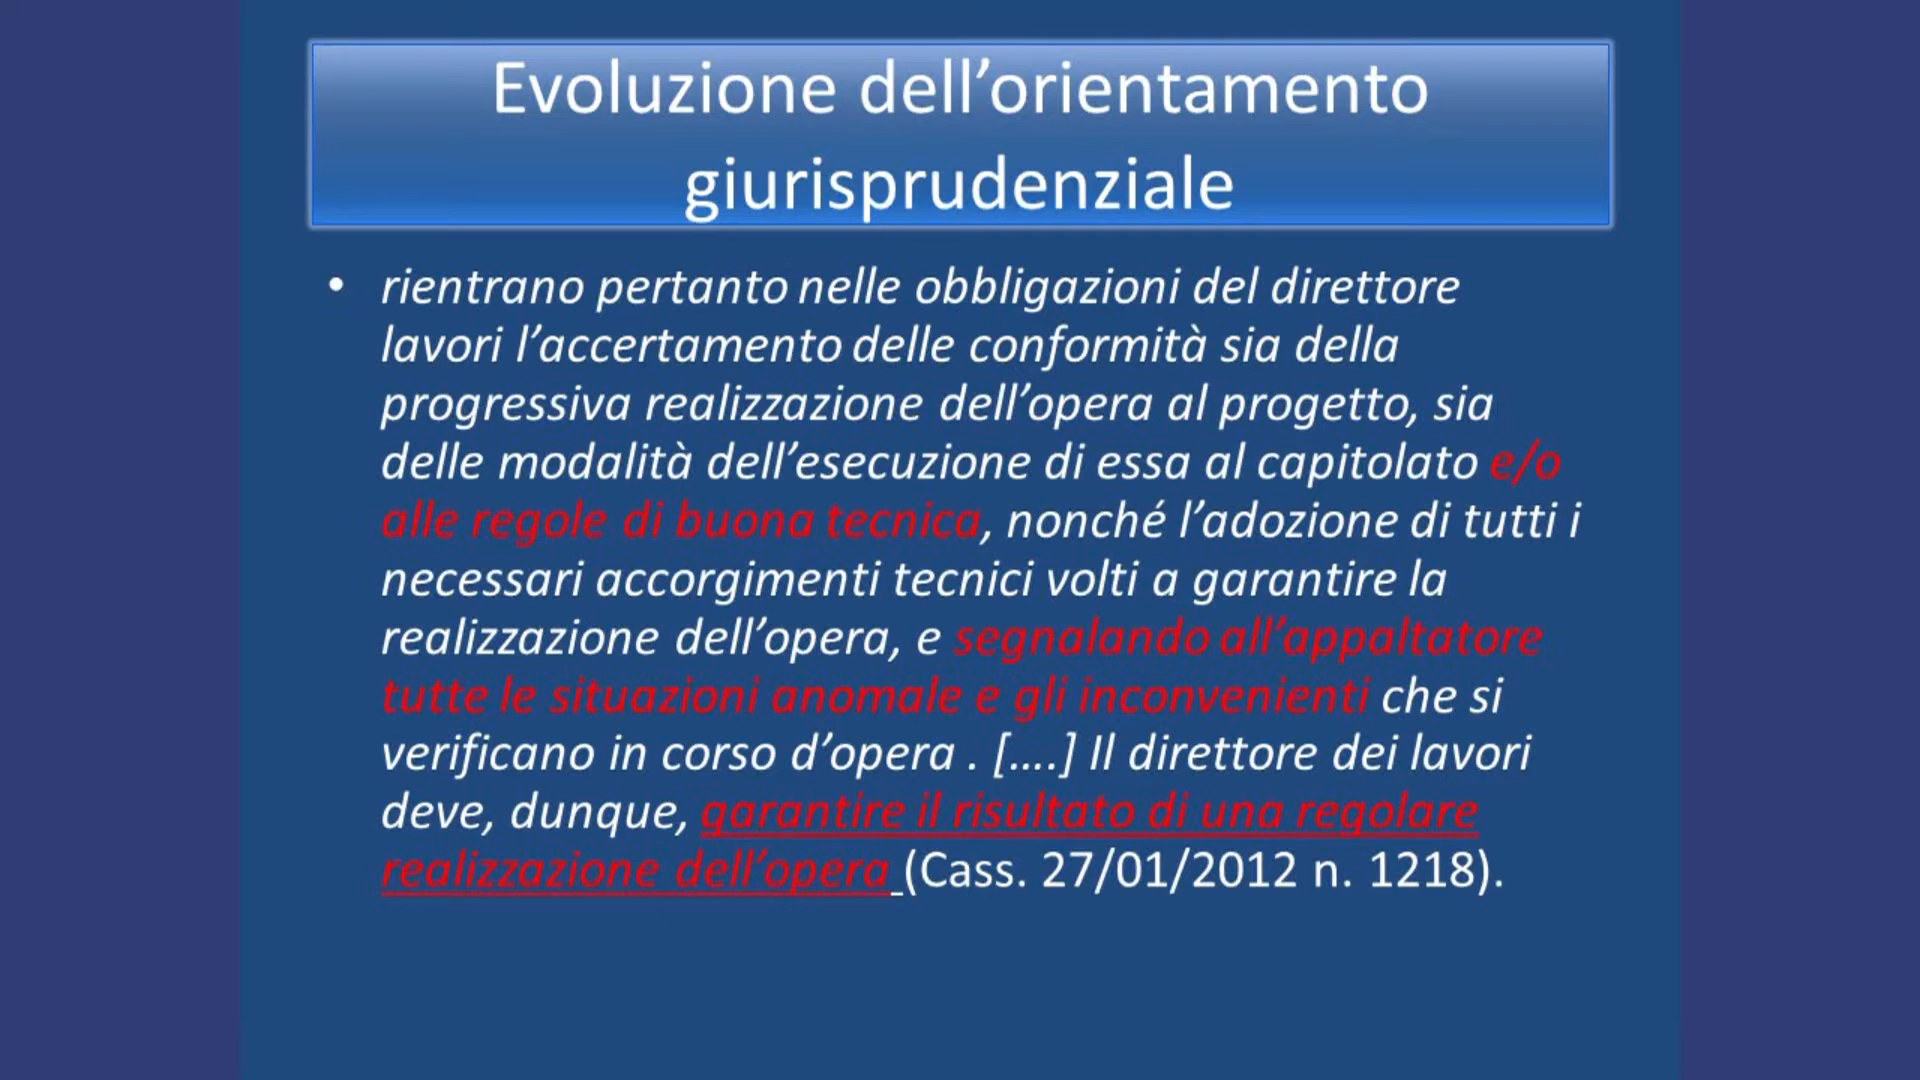 Evoluzione dell’orientamento
giurisprudenziale
• rientrano pertanto nelle obbligazioni del direttore
lavori l’accertamento delle conformità sia della
progressiva realizzazione dell’opera al progetto, sia
delle modalità dell’esecuzione di essa al capitolato e/o
alle regole di buona tecnica, nonché l’adozione di tutti i
necessari accorgimenti tecnici volti a garantire la
realizzazione dell’opera, e segnalando all’appaltatore
tutte le situazioni anomale e gli inconvenienti che si
verificano in corso d’opera . [….] Il direttore dei lavori
deve, dunque, garantire il risultato di una regolare
realizzazione dell’opera (Cass. 27/01/2012 n. 1218).